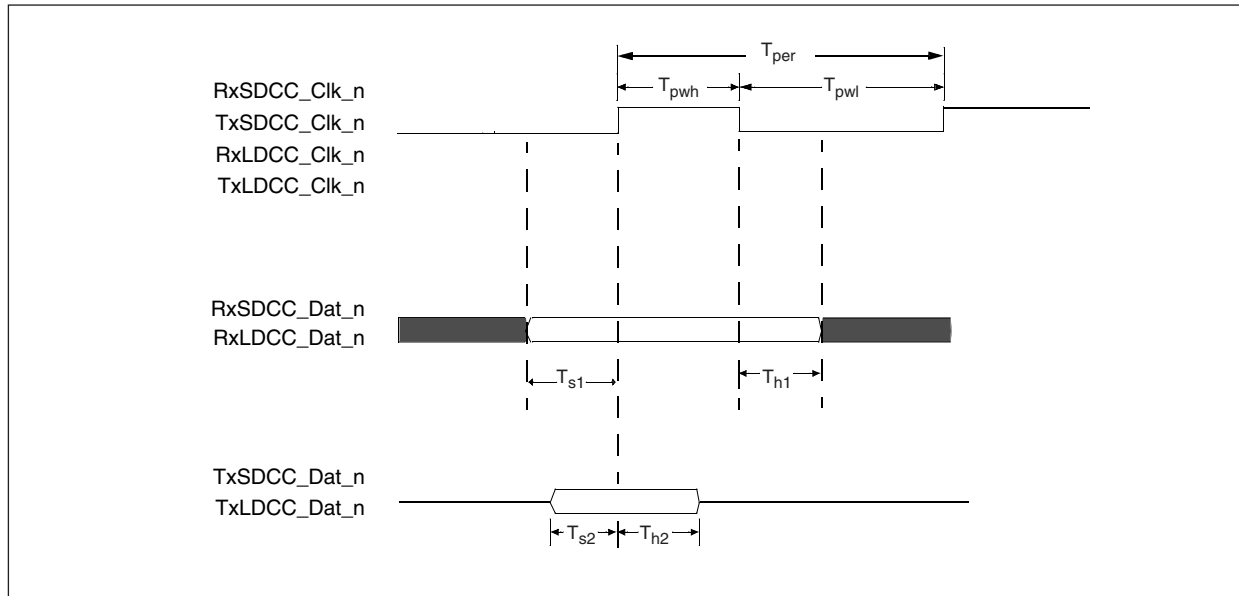 T_per
RxSDCC_Clk_n
T_pwh
T_pwl
TxSDCC_Clk_n
RxLDCC_Clk_n
TxLDCC_Clk_n
RxSDCC_Dat_n
RxLDCC_Dat_n
T_s1
T_h1
TxSDCC_Dat_n
TxLDCC_Dat_n
T_s2
T_h2